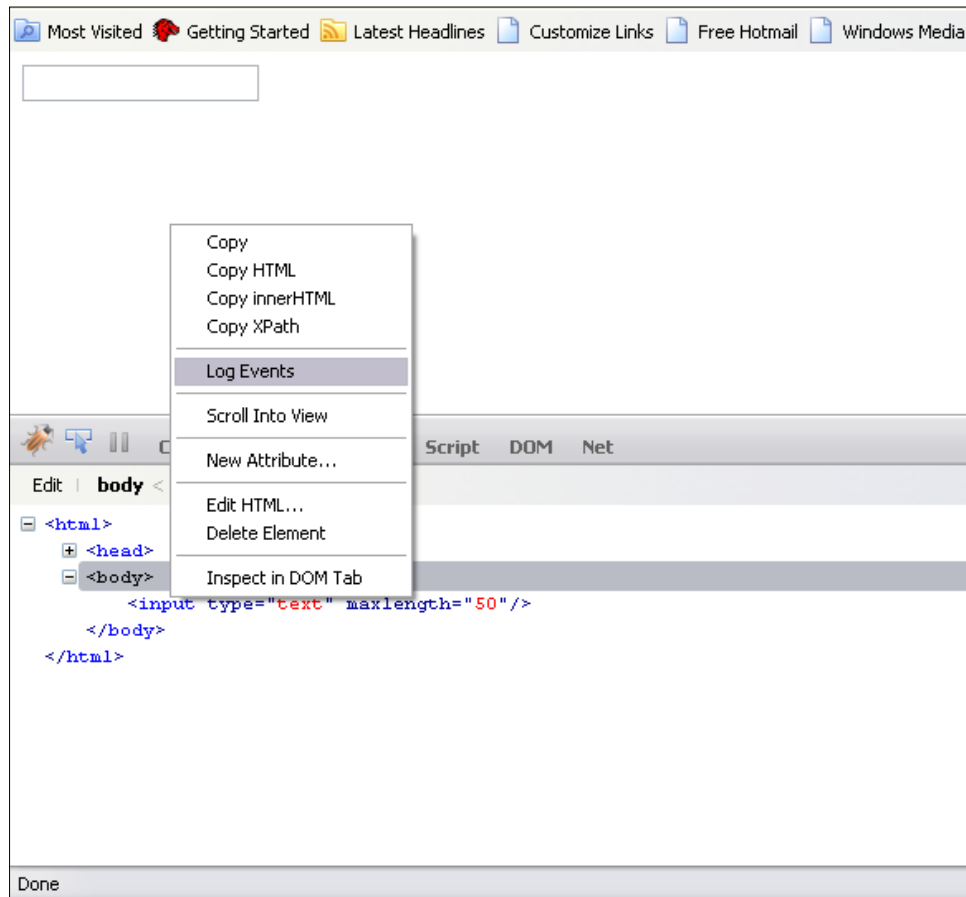 Most Visited Getting Started Latest Headlines Customize Links Free Hotmail Windows Media
Copy
Copy HTML
Copy innerHTML
Copy XPath
Log Events
Scroll Into View
New Attribute...
Edit HTML...
Delete Element
Inspect in DOM Tab
C Script DOM Net
Edit | body <
<html>
<head>
<body>
<input type="text" maxlength="50"/>
</body>
</html>
Done